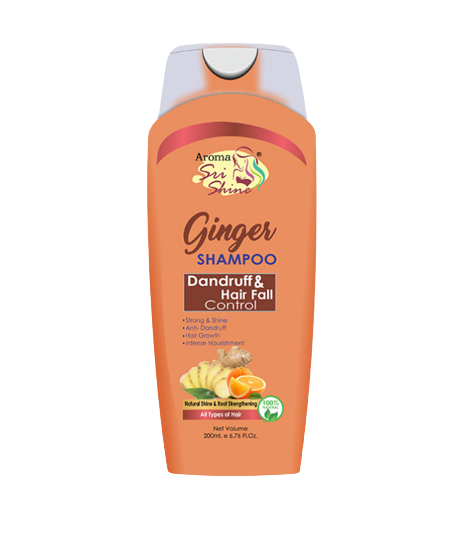 Aroma ®
Sri
Shine
Ginger
SHAMPOO
Dandruff &
Hair Fall
Control
•Strong & Shine
•Anti- Dandruff
•Hair Growth
•Intense Nourishment
Natural Shine & Root Strengthening
All Types of Hair
100%
NATURAL
Net Volume
200ml. e 6.76 Fl.Oz.